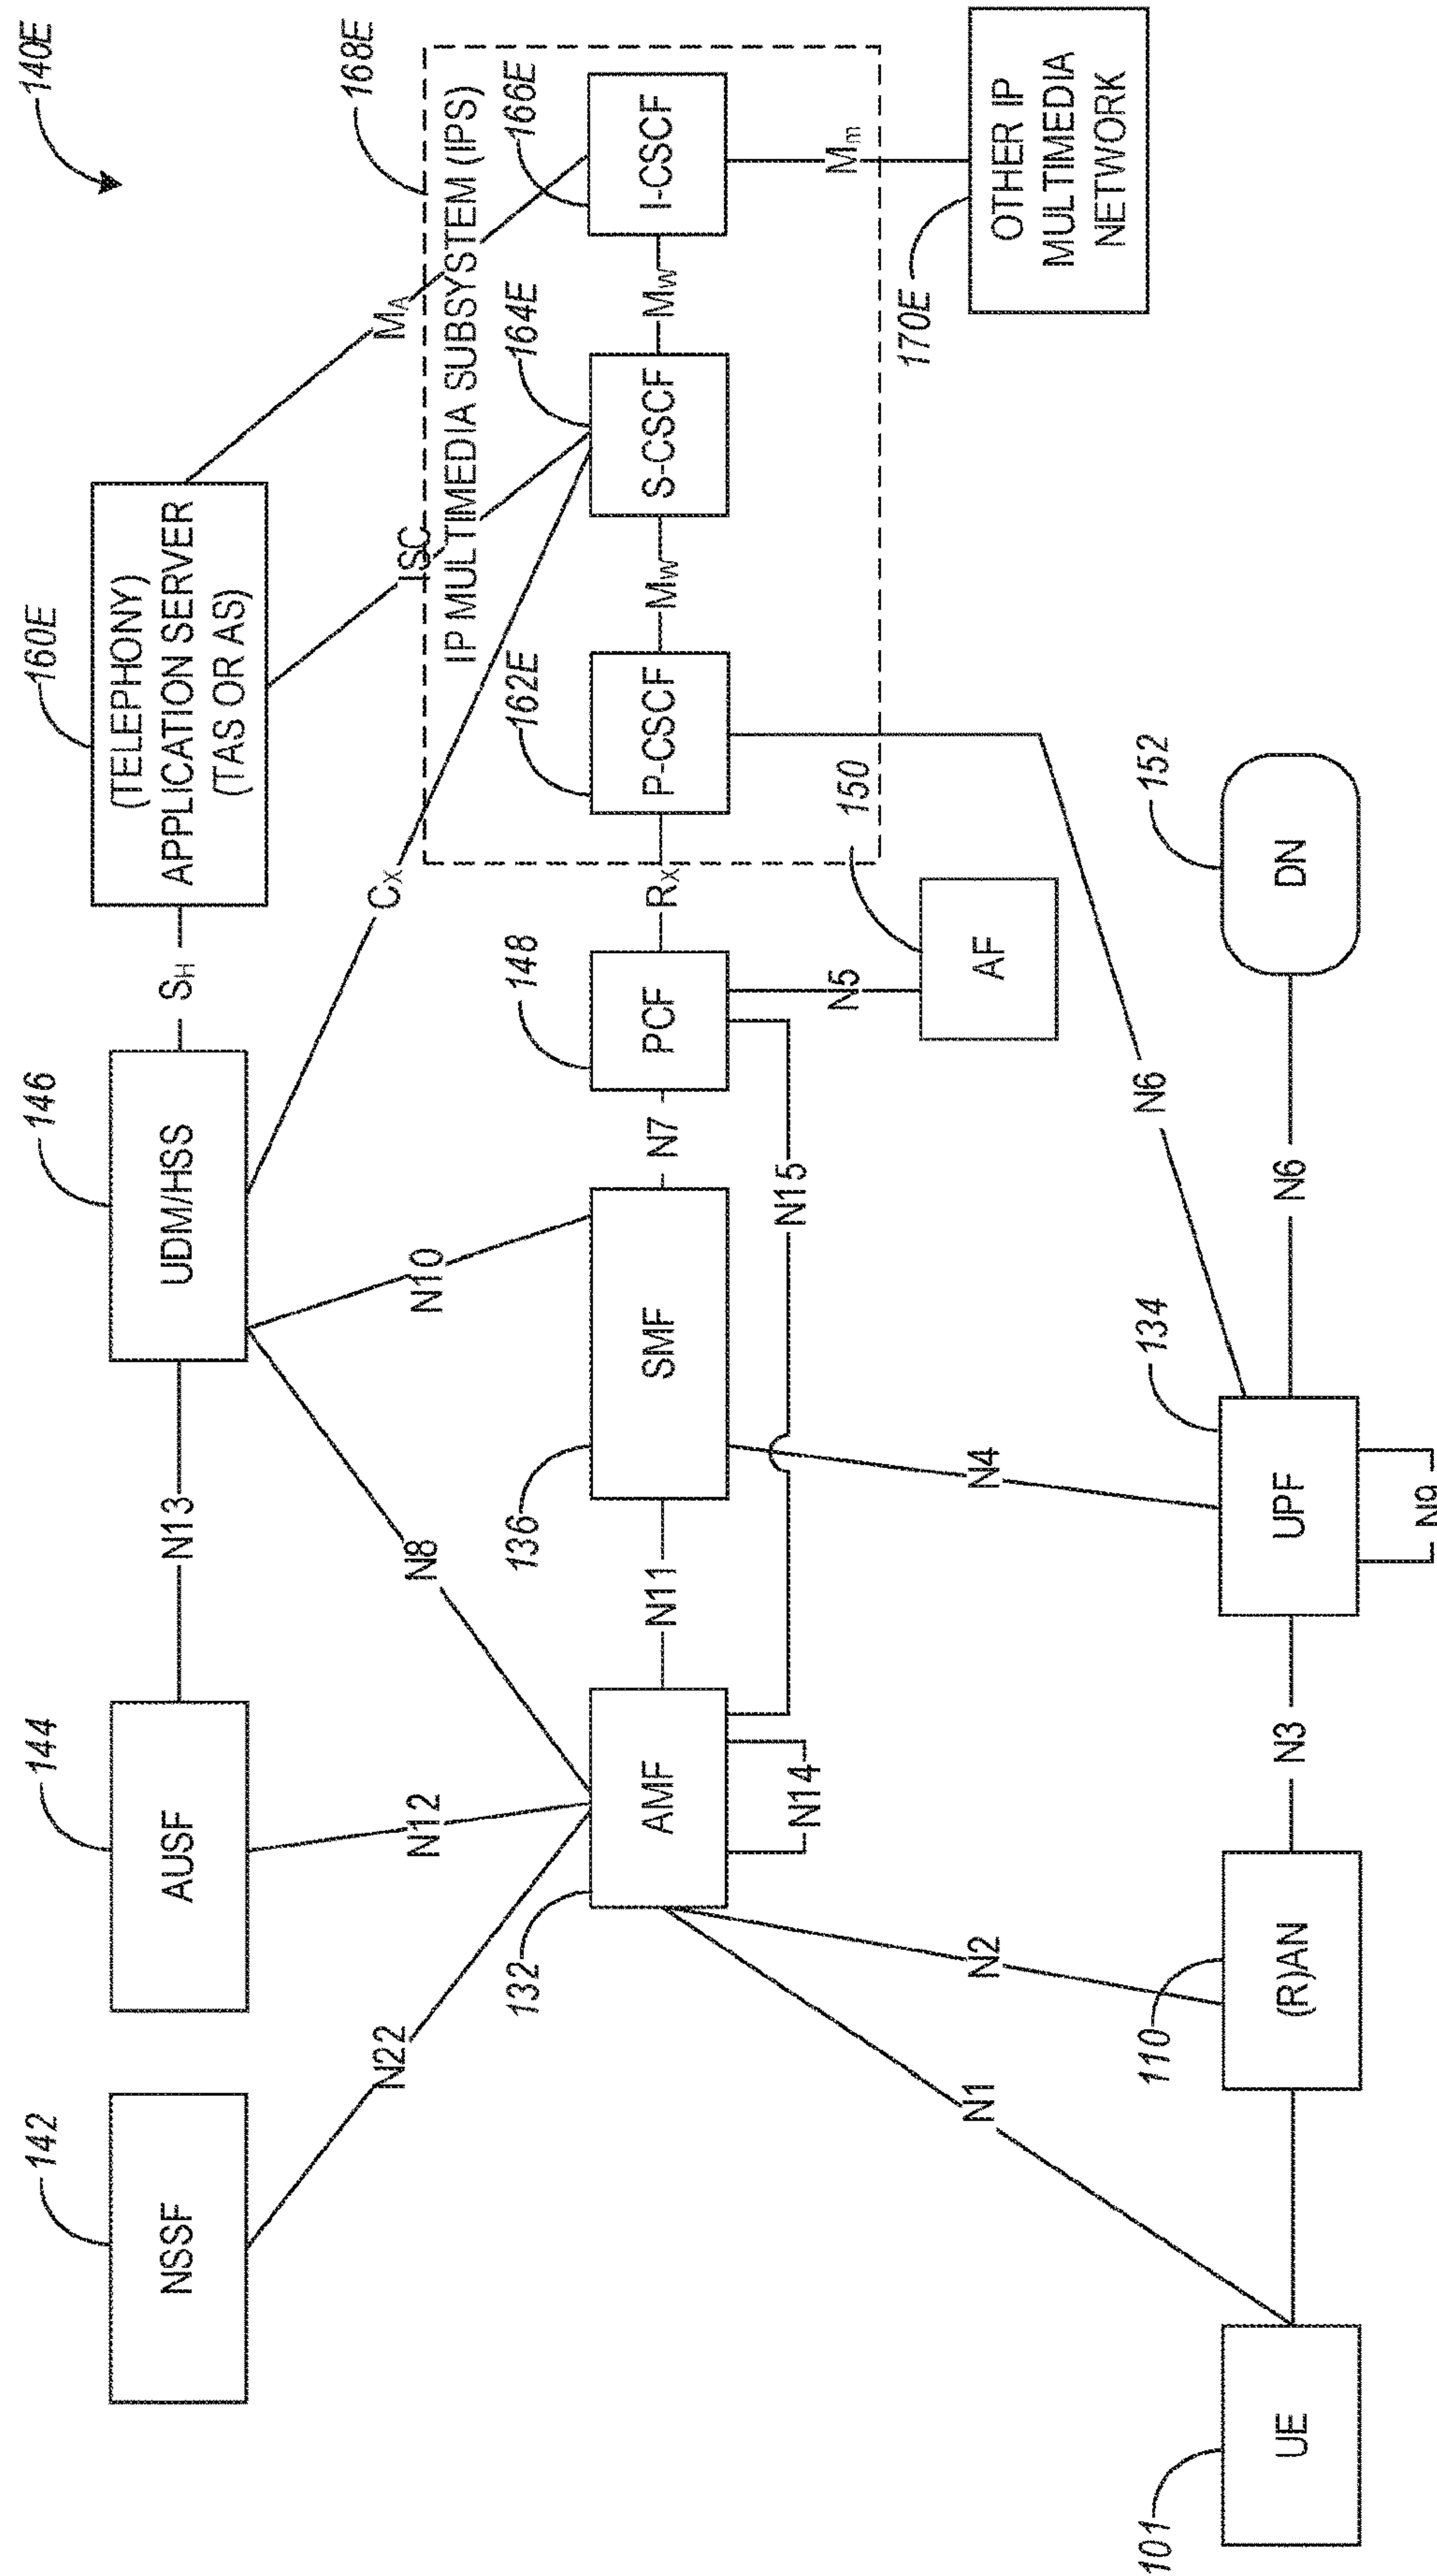 140E
142
NSSF
144
AUSF
N13
146
UDM/HSS
SH
160E
(TELEPHONY)
APPLICATION SERVER
(TAS OR AS)
N22
N12
N8
N10
CX
ISC
MA
168E
IP MULTIMEDIA SUBSYSTEM (IPS)
132
AMF
N11
136
SMF
N7
148
PCF
RX
162E
P-CSCF
MW
164E
S-CSCF
MW
166E
I-CSCF
N14
N15
N5
150
AF
Mm
170E
OTHER IP
MULTIMEDIA
NETWORK
N1
N2
N4
N6
101
UE
110
(R)AN
N3
134
UPF
N6
152
DN
N9